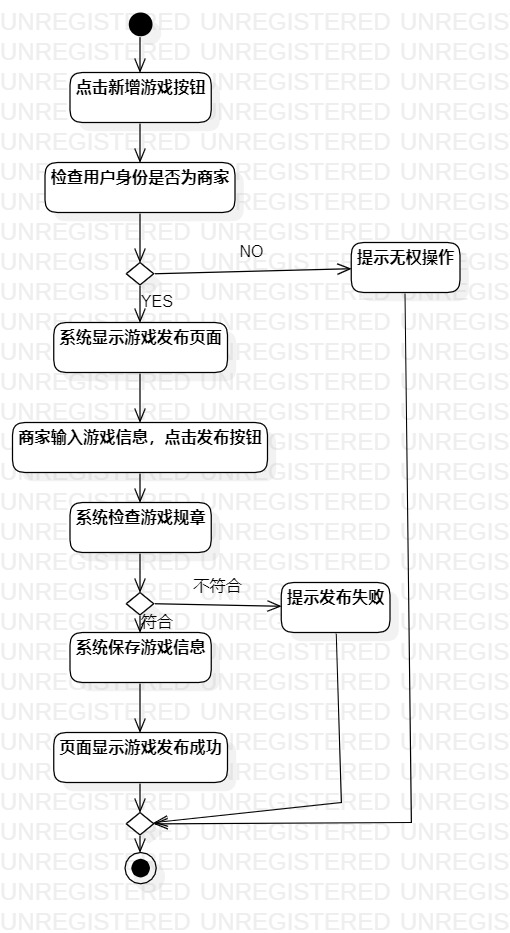 UNREGISTERED UNREGISTERED UNREGIS
点击新增游戏按钮
检查用户身份是否为商家
NO
提示无权操作
YES
系统显示游戏发布页面
商家输入游戏信息，点击发布按钮
系统检查游戏规章
不符合
提示发布失败
符合
系统保存游戏信息
页面显示游戏发布成功